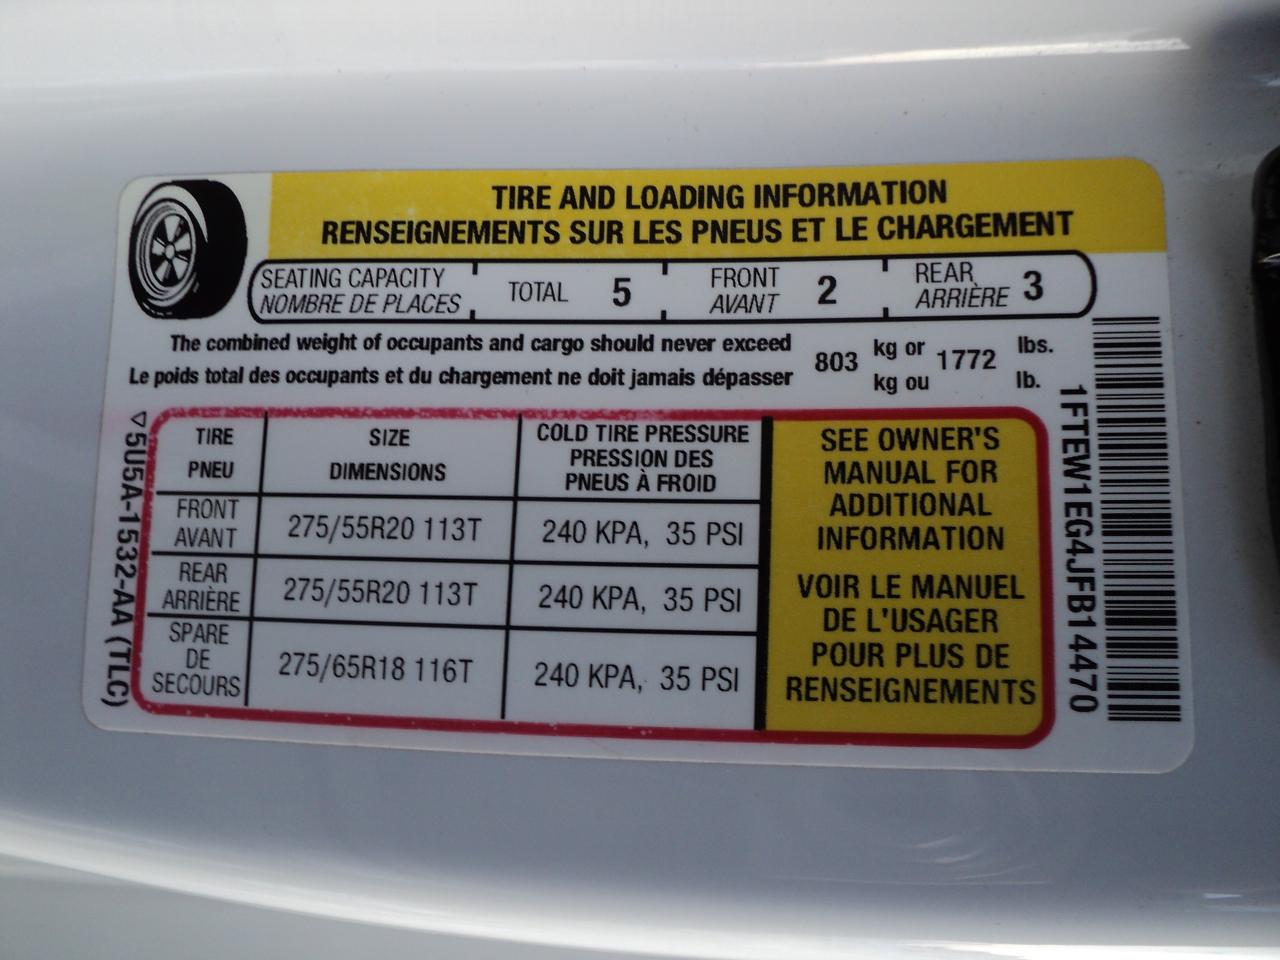 TIRE AND LOADING INFORMATION
RENSEIGNEMENTS SUR LES PNEUS ET LE CHARGEMENT
SEATING CAPACITY TOTAL 5 FRONT 2 REAR 3
NOMBRE DE PLACES AVANT ARRIÈRE
The combined weight of occupants and cargo should never exceed 803 kg or 1772 lbs.
Le poids total des occupants et du chargement ne doit jamais dépasser kg ou lb.
TIRE SIZE COLD TIRE PRESSURE
PNEU DIMENSIONS PRESSION DES
PNEUS À FROID
FRONT
AVANT 275/55R20 113T 240 KPA, 35 PSI
REAR
ARRIÈRE 275/55R20 113T 240 KPA, 35 PSI
SPARE
DE
SECOURS 275/65R18 116T 240 KPA, 35 PSI
SEE OWNER'S
MANUAL FOR
ADDITIONAL
INFORMATION
VOIR LE MANUEL
DE L'USAGER
POUR PLUS DE
RENSEIGNEMENTS
5U5A-1532-AA (TLC)
1FTEW1EG4JFB14470